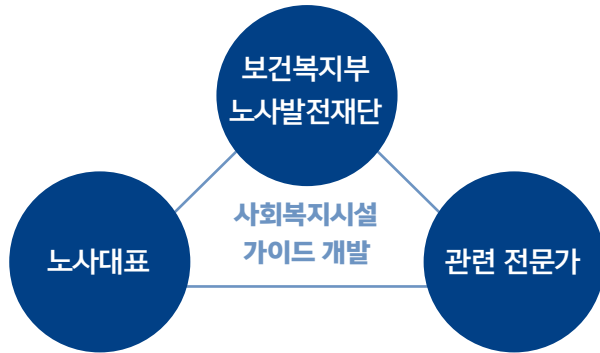 보건복지부
노사발전재단
사회복지시설
가이드 개발
노사대표
관련 전문가